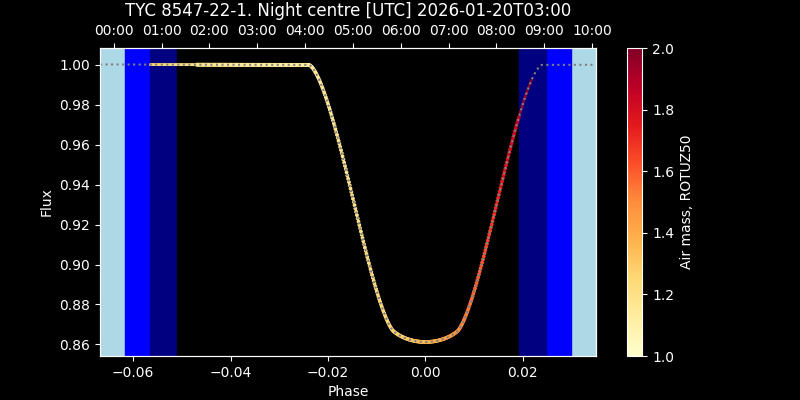 TYC 8547-22-1. Night centre [UTC] 2026-01-20T03:00
00:00 01:00 02:00 03:00 04:00 05:00 06:00 07:00 08:00 09:00 10:00
1.00
0.98
0.96
0.94
0.92
0.90
0.88
0.86
Flux
−0.06 −0.04 −0.02 0.00 0.02
Phase
2.0
1.8
1.6
1.4
1.2
1.0
Air mass, ROTUZ50